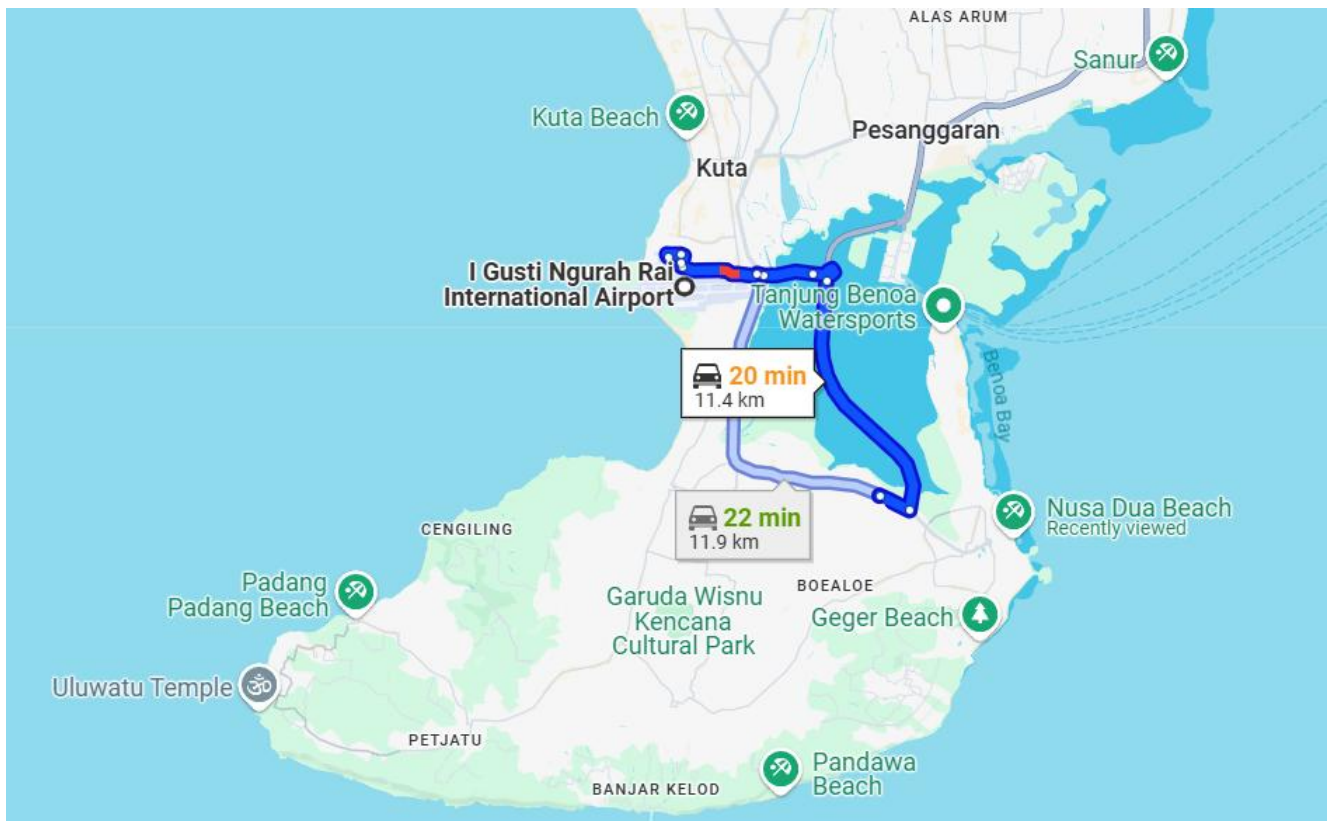 ALAS ARUM
Sanur
Kuta Beach
Pesanggaran
Kuta
I Gusti Ngurah Rai
International Airport
Tanjung Benoa
Watersports
20 min
11.4 km
Benoa Bay
22 min
11.9 km
Nusa Dua Beach
Recently viewed
CENGILING
Padang
Padang Beach
BOEALOE
Garuda Wisnu
Kencana
Cultural Park
Geger Beach
Uluwatu Temple
PETJATU
Pandawa
Beach
BANJAR KELOD